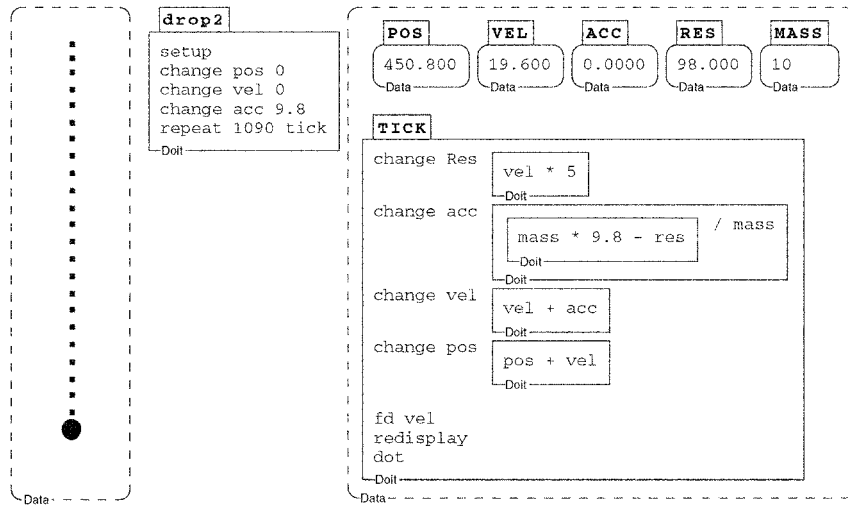 drop2
setup
change pos 0
change vel 0
change acc 9.8
repeat 1090 tick
Doit
Data
POS VEL ACC RES MASS
450.800 19.600 0.0000 98.000 10
Data Data Data Data Data
TICK
change Res vel * 5
Doit
change acc mass * 9.8 - res / mass
Doit
Doit
change vel vel + acc
Doit
change pos pos + vel
Doit
fd vel
redisplay
dot
Doit
Data